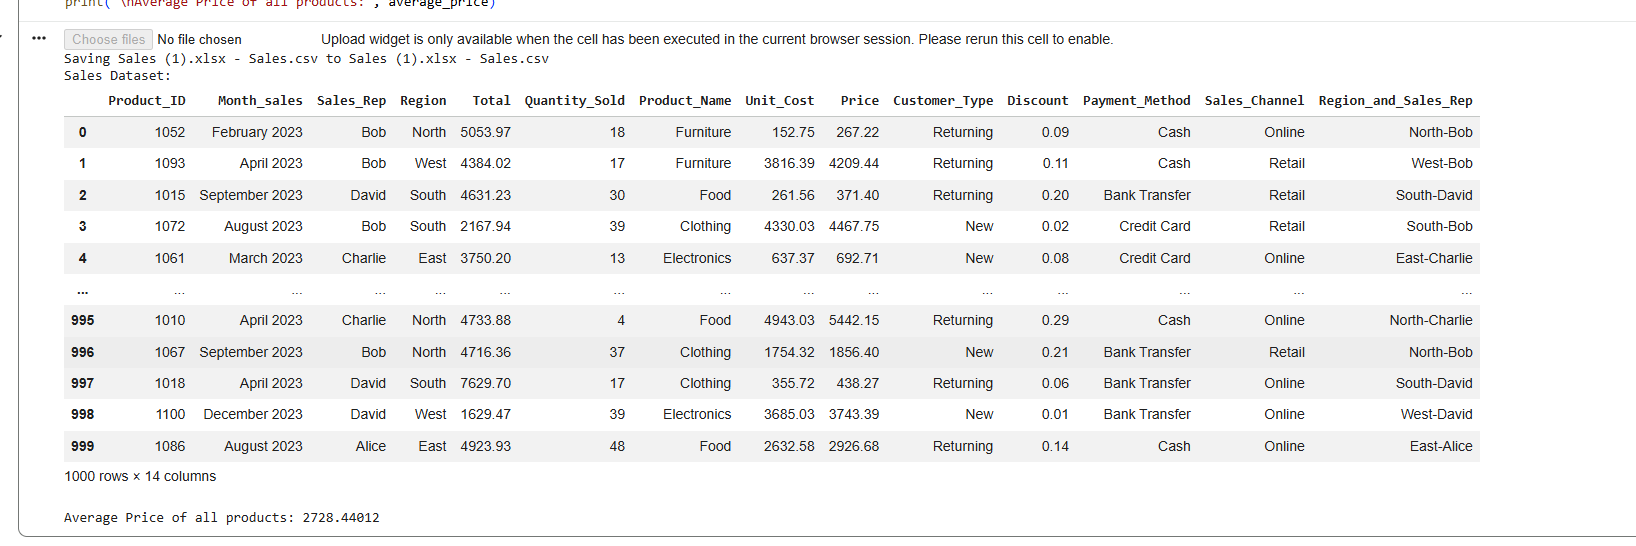 print( "\nAverage Price of all products:", average_price)
... Choose files No file chosen Upload widget is only available when the cell has been executed in the current browser session. Please rerun this cell to enable.
Saving Sales (1).xlsx - Sales.csv to Sales (1).xlsx - Sales.csv
Sales Dataset:
Product_ID Month_sales Sales_Rep Region Total Quantity_Sold Product_Name Unit_Cost Price Customer_Type Discount Payment_Method Sales_Channel Region_and_Sales_Rep
0 1052 February 2023 Bob North 5053.97 18 Furniture 152.75 267.22 Returning 0.09 Cash Online North-Bob
1 1093 April 2023 Bob West 4384.02 17 Furniture 3816.39 4209.44 Returning 0.11 Cash Retail West-Bob
2 1015 September 2023 David South 4631.23 30 Food 261.56 371.40 Returning 0.20 Bank Transfer Retail South-David
3 1072 August 2023 Bob South 2167.94 39 Clothing 4330.03 4467.75 New 0.02 Credit Card Retail South-Bob
4 1061 March 2023 Charlie East 3750.20 13 Electronics 637.37 692.71 New 0.08 Credit Card Online East-Charlie
... ... ... ... ... ... ... ... ... ... ... ... ... ... ...
995 1010 April 2023 Charlie North 4733.88 4 Food 4943.03 5442.15 Returning 0.29 Cash Online North-Charlie
996 1067 September 2023 Bob North 4716.36 37 Clothing 1754.32 1856.40 New 0.21 Bank Transfer Retail North-Bob
997 1018 April 2023 David South 7629.70 17 Clothing 355.72 438.27 Returning 0.06 Bank Transfer Online South-David
998 1100 December 2023 David West 1629.47 39 Electronics 3685.03 3743.39 New 0.01 Bank Transfer Online West-David
999 1086 August 2023 Alice East 4923.93 48 Food 2632.58 2926.68 Returning 0.14 Cash Online East-Alice
1000 rows × 14 columns
Average Price of all products: 2728.44012